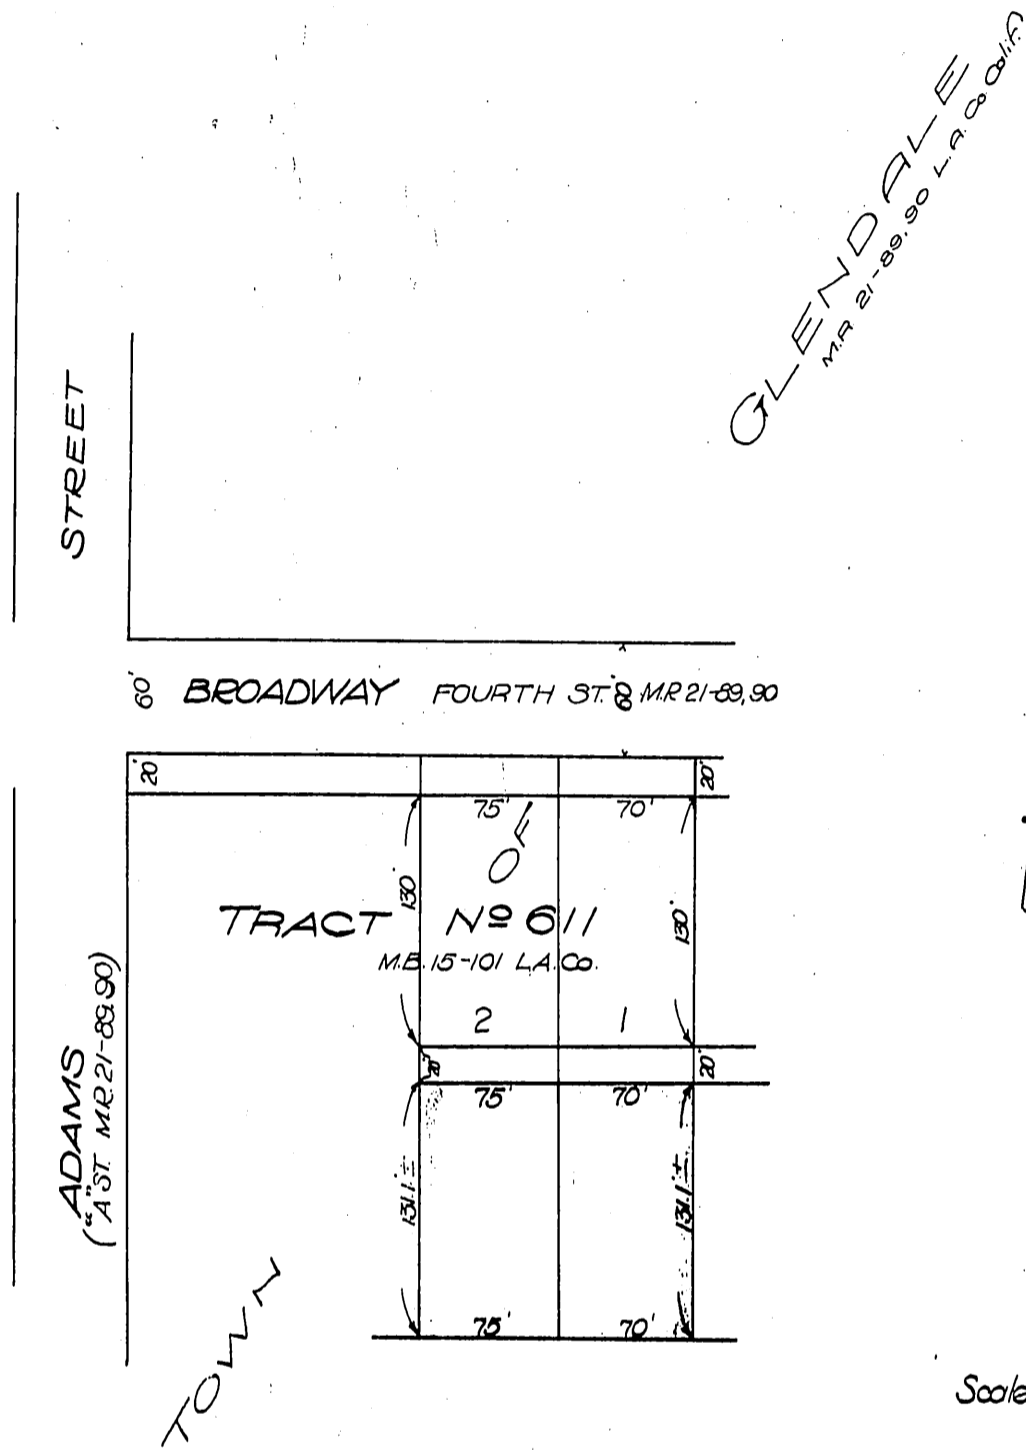 GLENDALE
M.R 21-89,90 L.A. Co. Calif.
STREET
60' BROADWAY FOURTH ST. M.R 21-89,90
20'
20'
75' 70'
OF
130'
130'
TRACT Nº 611
M.B. 15-101 L.A. Co.
2 1
20'
20'
75' 70'
ADAMS
("A" ST. M.R. 21-89,90)
131.1'±
131.1'±
75' 70'
TOWN
Scale